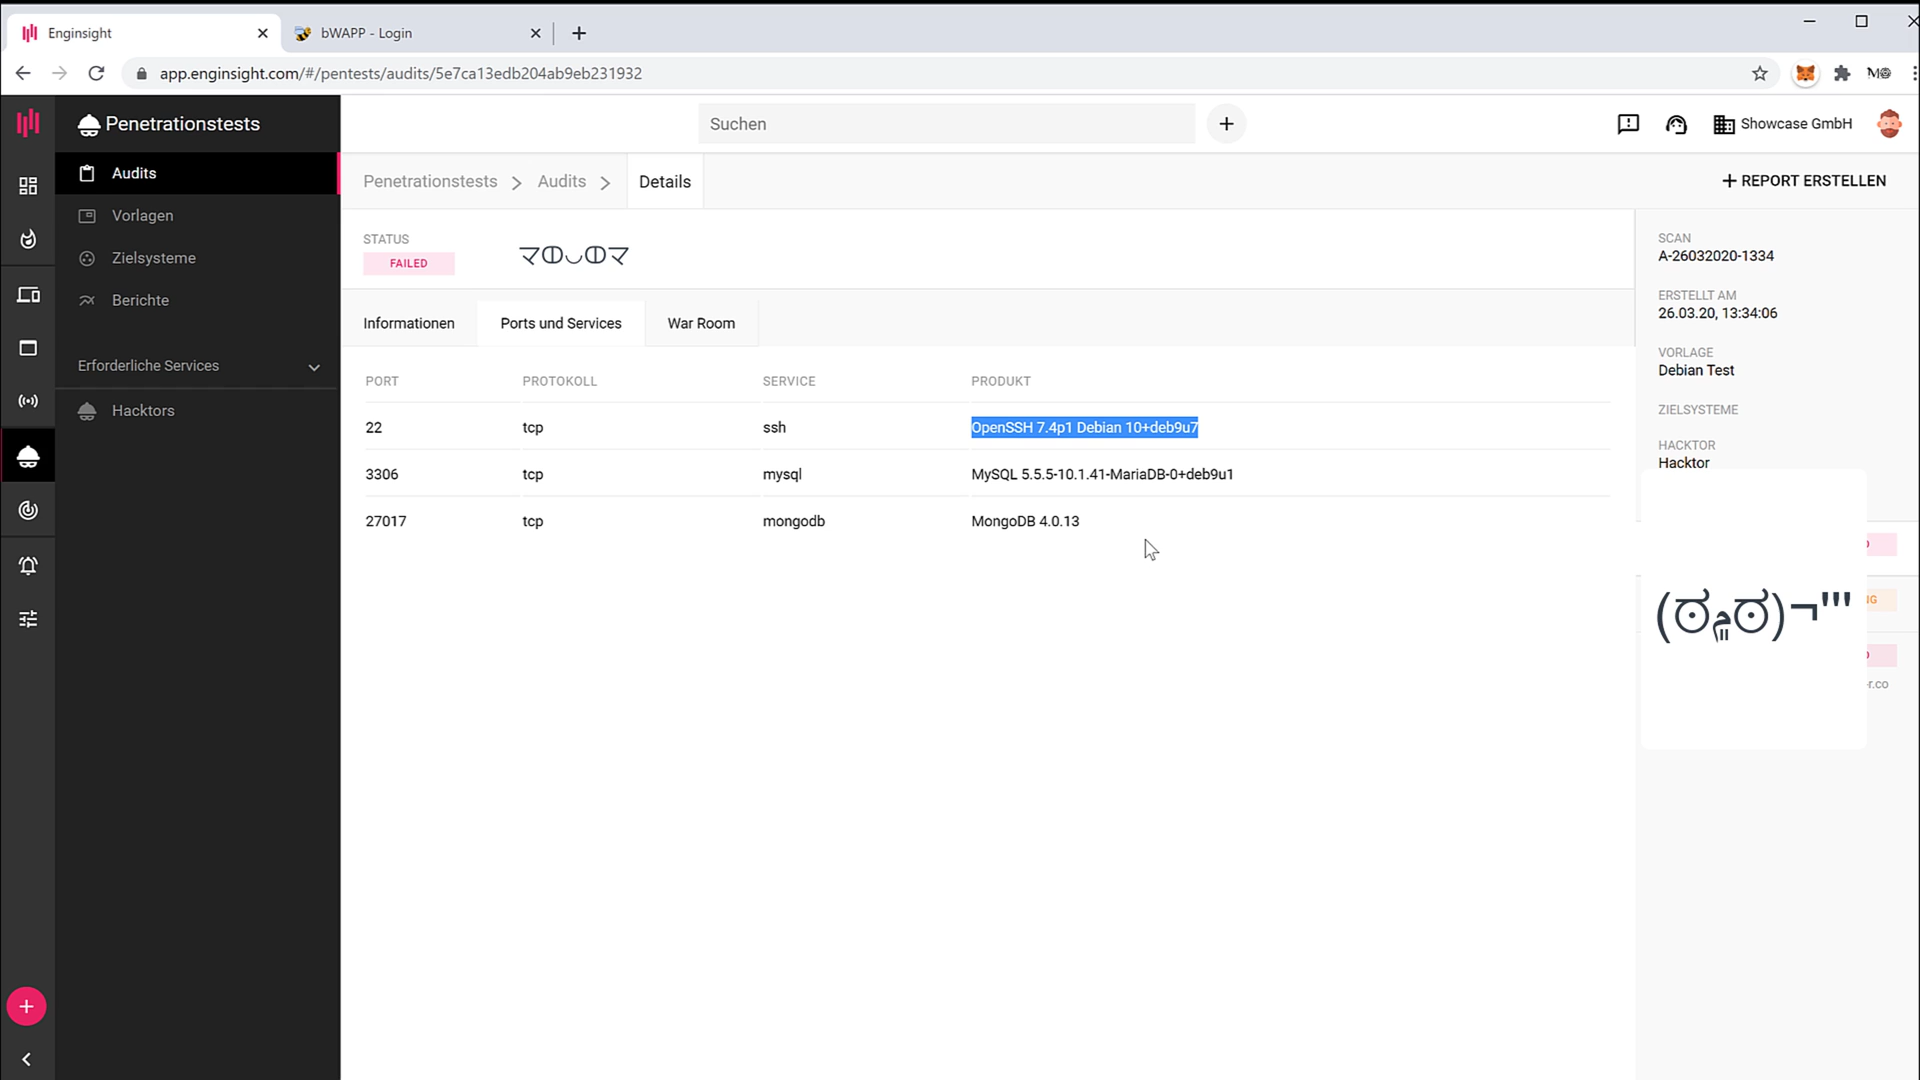 Enginsight
bWAPP - Login
app.enginsight.com/#/pentests/audits/5e7ca13edb204ab9eb231932
Penetrationstests
Suchen
Showcase GmbH
Audits
Vorlagen
Zielsysteme
Berichte
Erforderliche Services
Hacktors
Penetrationstests
Audits
Details
REPORT ERSTELLEN
STATUS
FAILED
マ⏀◡⏀マ
Informationen
Ports und Services
War Room
PORT PROTOKOLL SERVICE PRODUKT
22 tcp ssh OpenSSH 7.4p1 Debian 10+deb9u7
3306 tcp mysql MySQL 5.5.5-10.1.41-MariaDB-0+deb9u1
27017 tcp mongodb MongoDB 4.0.13
SCAN
A-26032020-1334
ERSTELLT AM
26.03.20, 13:34:06
VORLAGE
Debian Test
ZIELSYSTEME
HACKTOR
Hacktor
NG
r.co